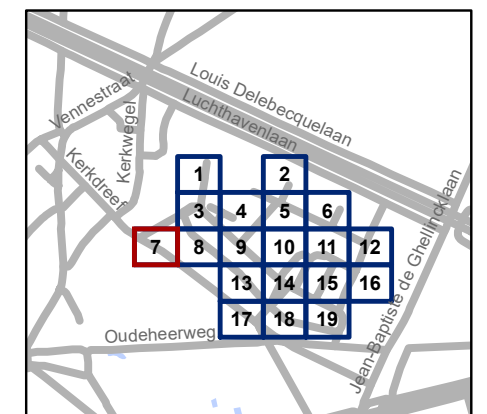 Louis Delebecquelaan
Luchthavenlaan
Vennestraat
Kerkwegel
Kerkdreef
Jean-Baptiste de Ghellincklaan
1 2
3 4 5 6
7 8 9 10 11 12
13 14 15 16
17 18 19
Oudeheerweg